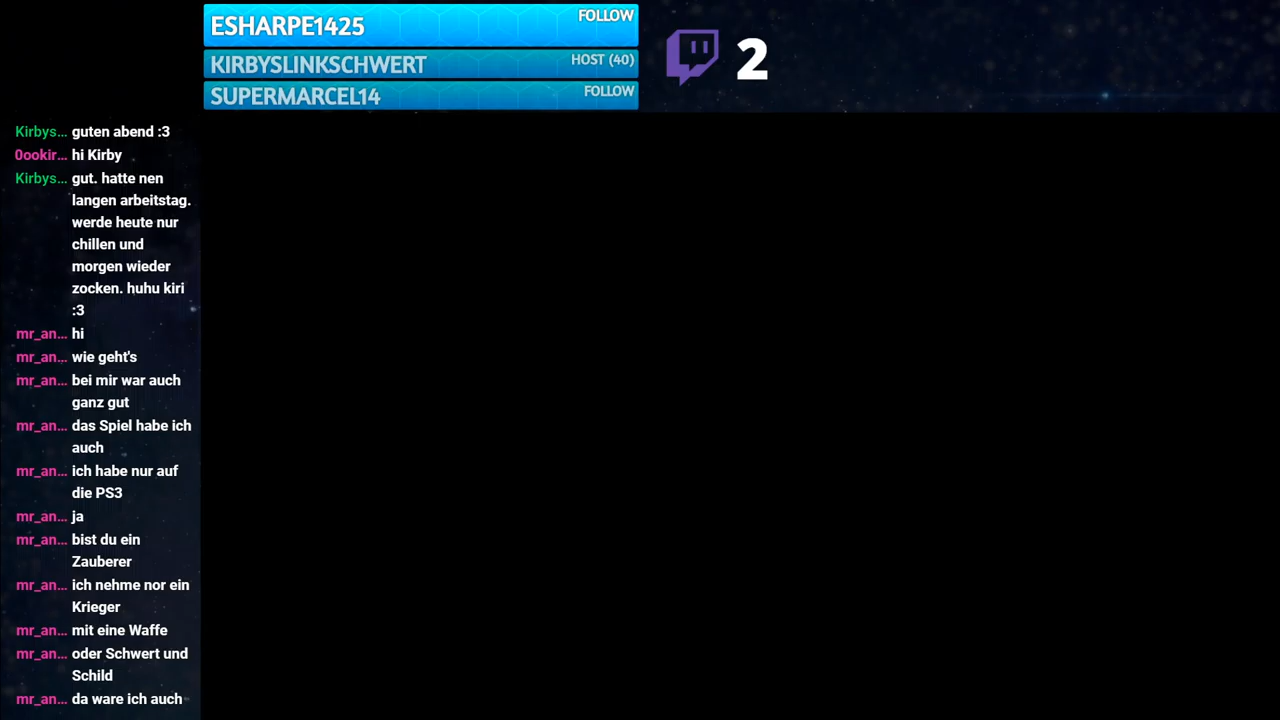 ESHARPE1425 FOLLOW
KIRBYSLINKSCHWERT HOST (40)
SUPERMARCEL14 FOLLOW
2
Kirbys... guten abend :3
0ookir... hi Kirby
Kirbys... gut. hatte nen
langen arbeitstag.
werde heute nur
chillen und
morgen wieder
zocken. huhu kiri
:3
mr_an... hi
mr_an... wie geht's
mr_an... bei mir war auch
ganz gut
mr_an... das Spiel habe ich
auch
mr_an... ich habe nur auf
die PS3
mr_an... ja
mr_an... bist du ein
Zauberer
mr_an... ich nehme nor ein
Krieger
mr_an... mit eine Waffe
mr_an... oder Schwert und
Schild
mr_an... da ware ich auch